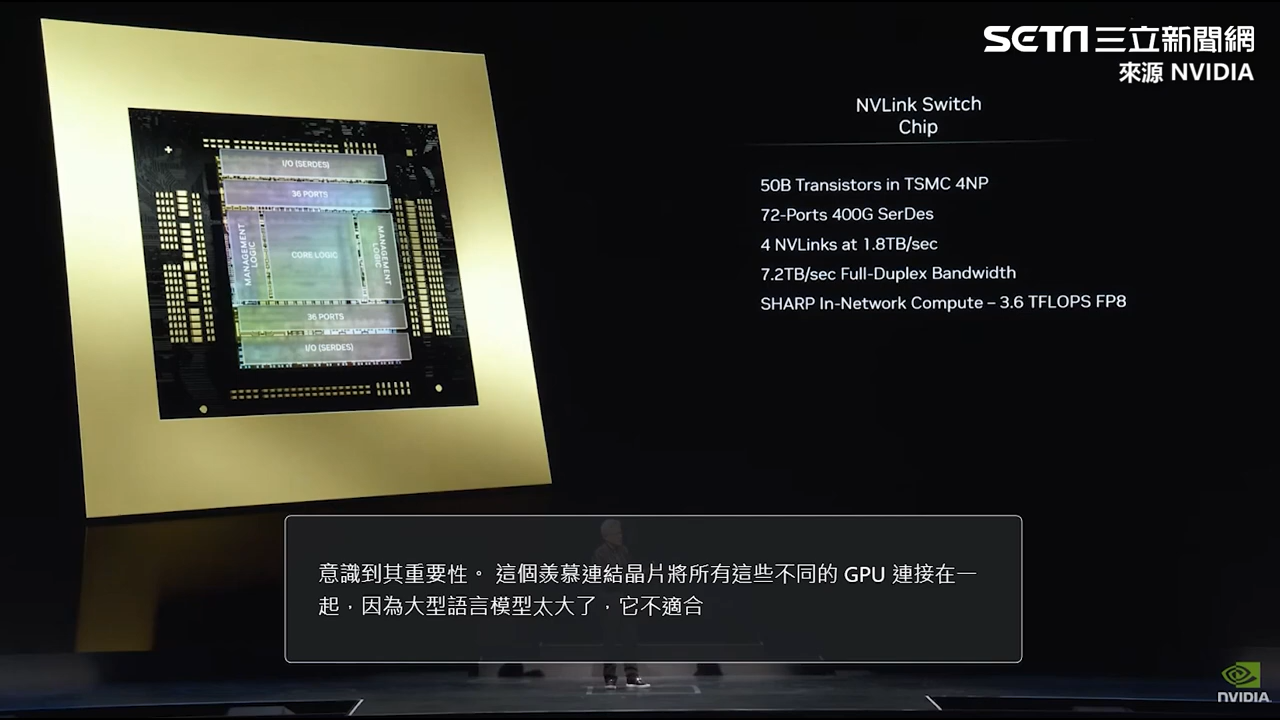 SETN三立新聞網
來源 NVIDIA
NVLink Switch
Chip
50B Transistors in TSMC 4NP
72-Ports 400G SerDes
4 NVLinks at 1.8TB/sec
7.2TB/sec Full-Duplex Bandwidth
SHARP In-Network Compute – 3.6 TFLOPS FP8
I/O (SERDES)
36 PORTS
MANAGEMENT
LOGIC
CORE LOGIC
MANAGEMENT
LOGIC
36 PORTS
I/O (SERDES)
意識到其重要性。 這個羨慕連結晶片將所有這些不同的 GPU 連接在一
起，因為大型語言模型太大了，它不適合
NVIDIA